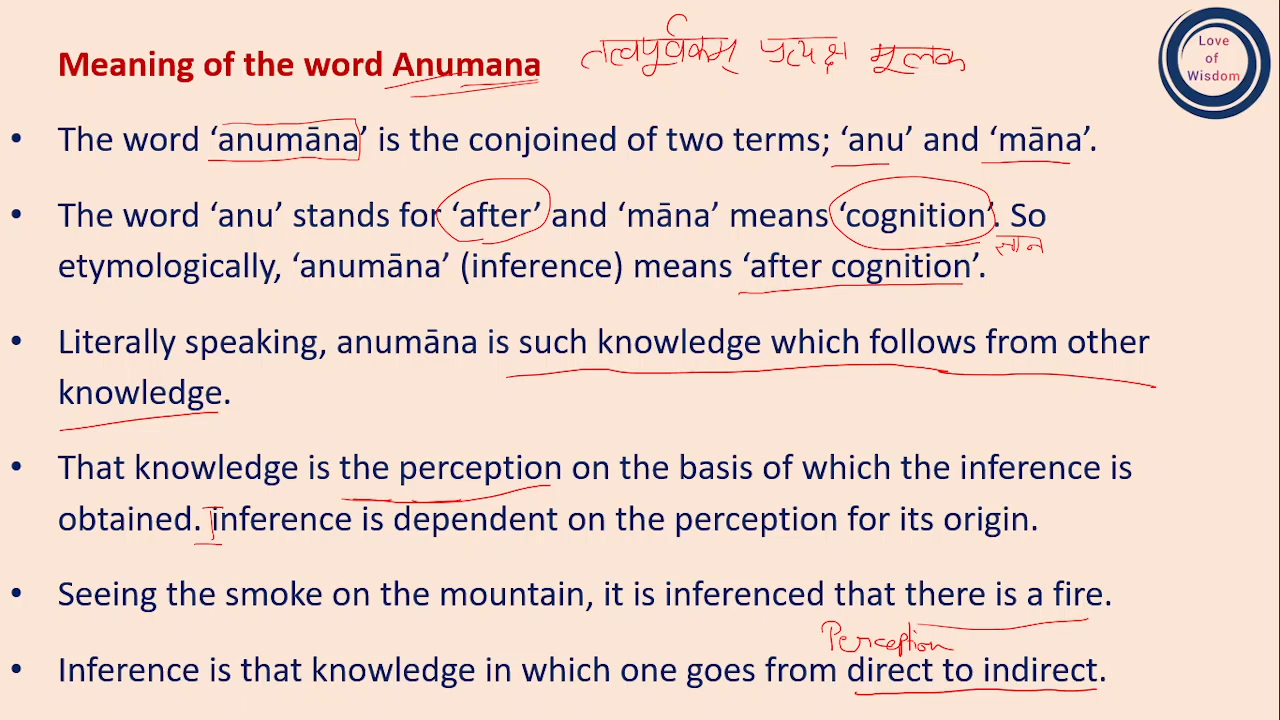 Meaning of the word Anumana
तत्वपूर्वकम् प्रत्यक्ष मूलक
Love
of
Wisdom
• The word ‘anumāna’ is the conjoined of two terms; ‘anu’ and ‘māna’.
• The word ‘anu’ stands for ‘after’ and ‘māna’ means ‘cognition’. So
ज्ञान
etymologically, ‘anumāna’ (inference) means ‘after cognition’.
• Literally speaking, anumāna is such knowledge which follows from other
knowledge.
• That knowledge is the perception on the basis of which the inference is
obtained. Inference is dependent on the perception for its origin.
• Seeing the smoke on the mountain, it is inferred that there is a fire.
Perception
• Inference is that knowledge in which one goes from direct to indirect.